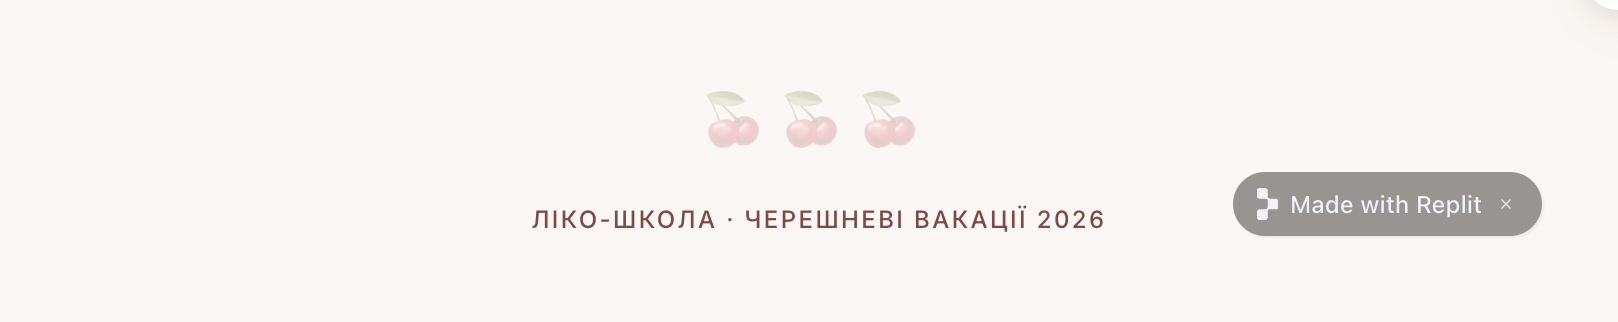 ЛІКО-ШКОЛА · ЧЕРЕШНЕВІ ВАКАЦІЇ 2026
Made with Replit ×